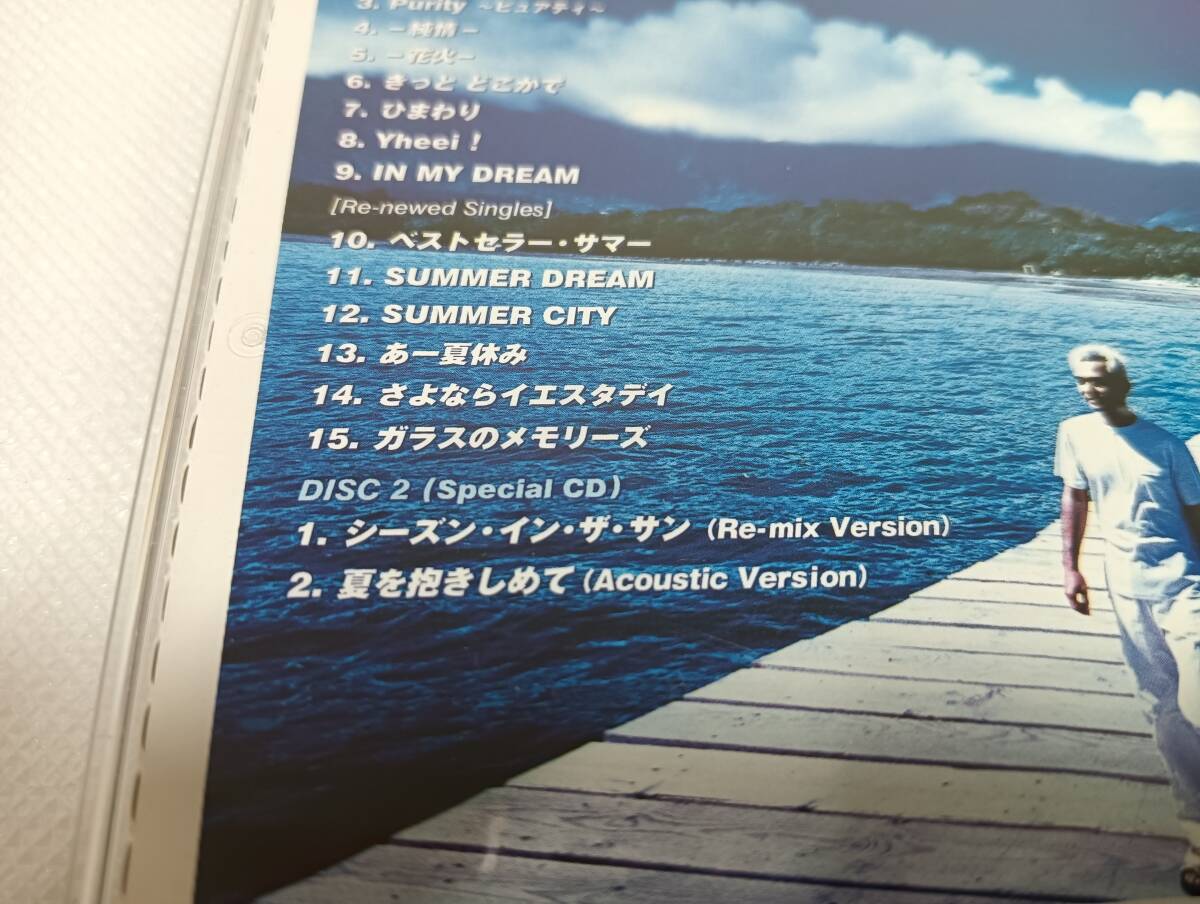 3. Purity ～ピュアティ～
4. －純情－
5. －花火－
6. きっと どこかで
7. ひまわり
8. Yheei !
9. IN MY DREAM
[Re-newed Singles]
10. ベストセラー・サマー
11. SUMMER DREAM
12. SUMMER CITY
13. あー夏休み
14. さよならイエスタデイ
15. ガラスのメモリーズ
DISC 2 (Special CD)
1. シーズン・イン・ザ・サン (Re-mix Version)
2. 夏を抱きしめて (Acoustic Version)